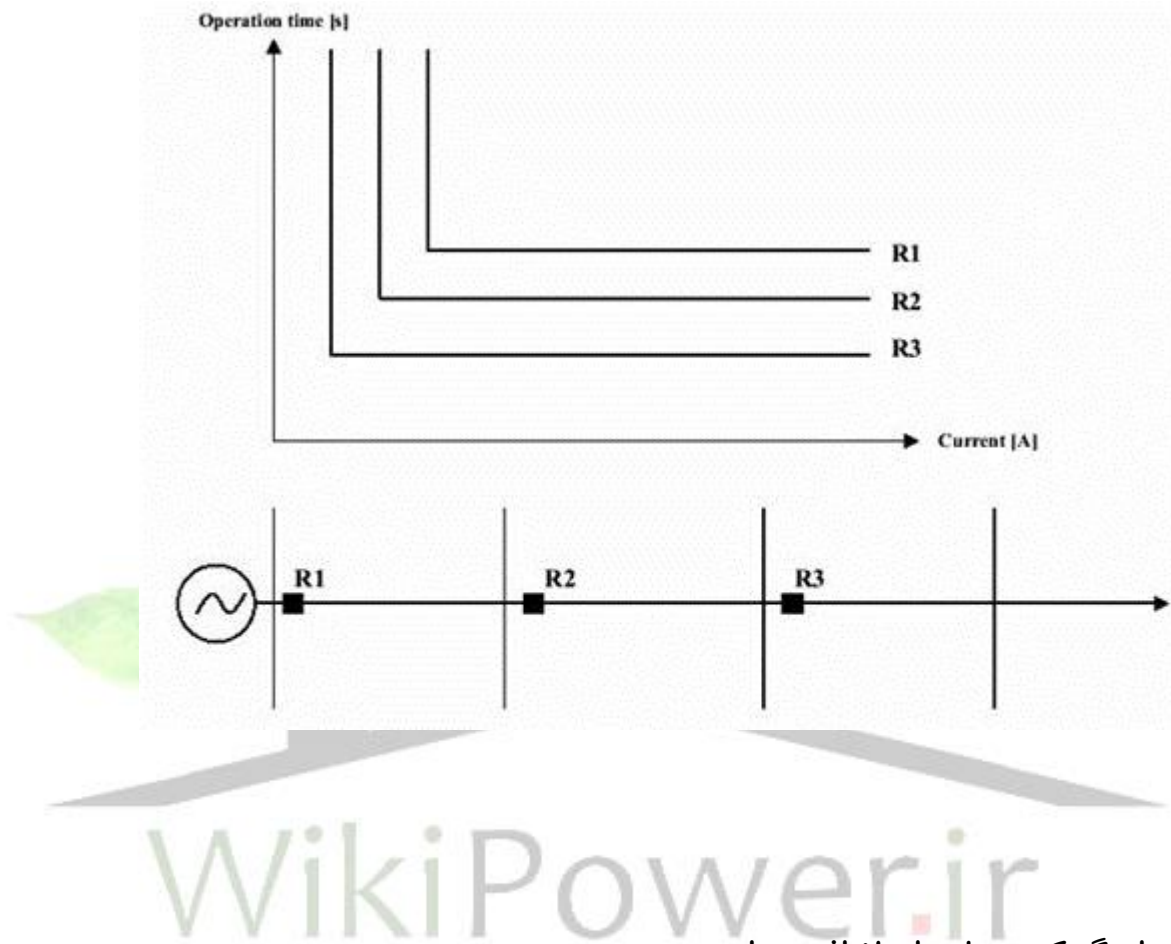 Operation time [s]
R1
R2
R3
Current [A]
R1 R2 R3
WikiPower.ir